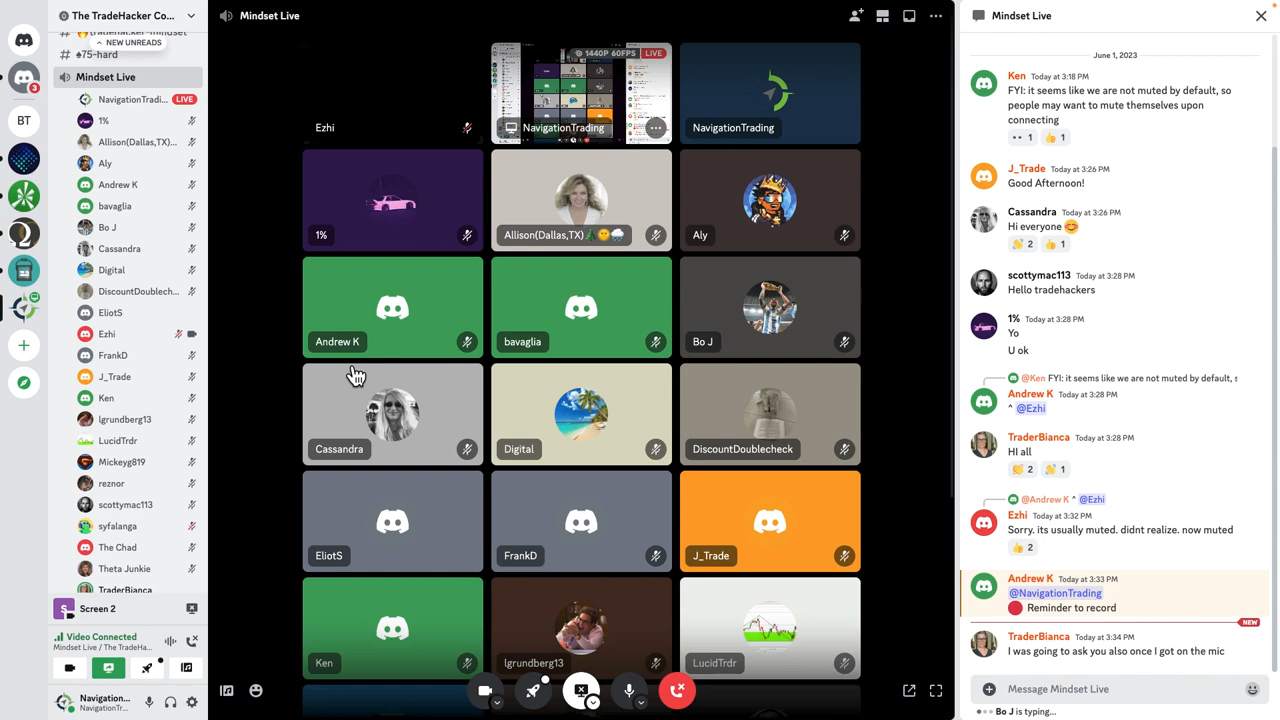 The TradeHacker Co...
NEW UNREADS
75-hard
Mindset Live
NavigationTradi...
LIVE
1%
Allison(Dallas,TX)...
Aly
Andrew K
bavaglia
Bo J
Cassandra
Digital
DiscountDoublech...
EliotS
Ezhi
FrankD
J_Trade
Ken
lgrundberg13
LucidTrdr
Mickeyg819
reznor
scottymac113
syfalanga
The Chad
Theta Junkie
TraderBianca
S
Screen 2
Video Connected
Mindset Live / The TradeHa...
Navigation...
NavigationTr...
3
BT
2
Mindset Live
Ezhi
1440P 60FPS
LIVE
NavigationTrading
NavigationTrading
1%
Allison(Dallas,TX)🎄🌞🌧
Aly
Andrew K
bavaglia
Bo J
Cassandra
Digital
DiscountDoublecheck
EliotS
FrankD
J_Trade
Ken
lgrundberg13
LucidTrdr
Mindset Live
June 1, 2023
Ken Today at 3:18 PM
FYI: it seems like we are not muted by default, so
people may want to mute themselves upon
connecting
👀 1 👍 1
J_Trade Today at 3:26 PM
Good Afternoon!
Cassandra Today at 3:26 PM
Hi everyone 😊
👋 2 👍 1
scottymac113 Today at 3:28 PM
Hello tradehackers
1% Today at 3:28 PM
Yo
U ok
@Ken FYI: it seems like we are not muted by default, s
Andrew K Today at 3:28 PM
^ @Ezhi
TraderBianca Today at 3:28 PM
HI all
👏 2 👋 1
@Andrew K ^ @Ezhi
Ezhi Today at 3:32 PM
Sorry. its usually muted. didnt realize. now muted
👍 2
Andrew K Today at 3:33 PM
@NavigationTrading
🔴 Reminder to record
NEW
TraderBianca Today at 3:34 PM
I was going to ask you also once I got on the mic
Message Mindset Live
Bo J is typing...